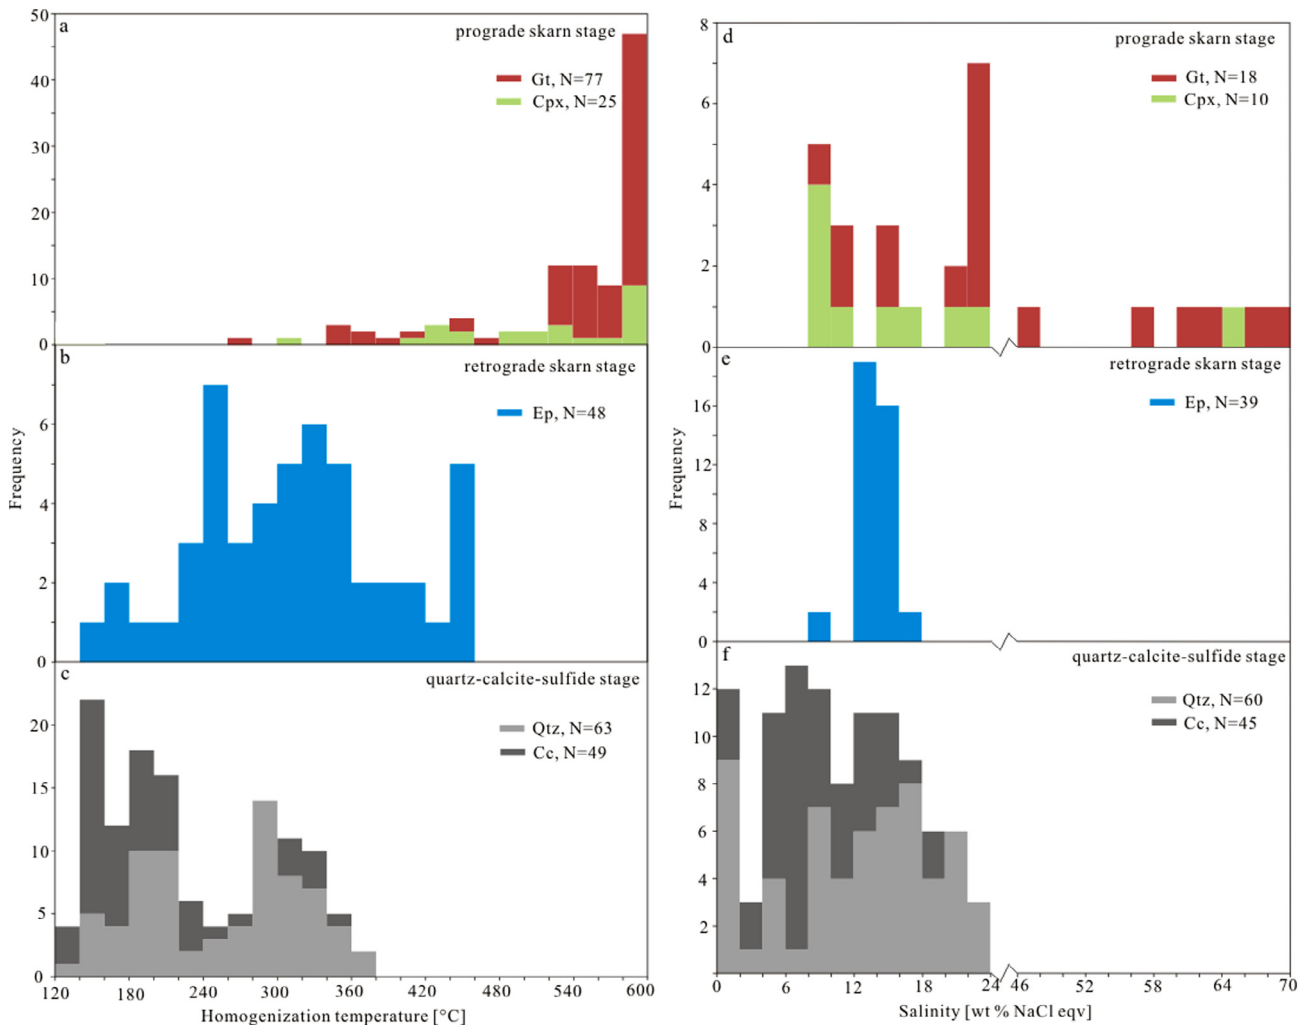 a
prograde skarn stage
Gt, N=77
Cpx, N=25
50
40
30
20
10
0
b
retrograde skarn stage
Ep, N=48
6
4
2
0
Frequency
c
quartz-calcite-sulfide stage
Qtz, N=63
Cc, N=49
20
15
10
5
0
120 180 240 300 360 420 480 540 600
Homogenization temperature [°C]
d
prograde skarn stage
Gt, N=18
Cpx, N=10
8
6
4
2
0
e
retrograde skarn stage
Ep, N=39
16
12
8
4
0
Frequency
f
quartz-calcite-sulfide stage
Qtz, N=60
Cc, N=45
12
10
8
6
4
2
0 6 12 18 24 46 52 58 64 70
Salinity [wt % NaCl eqv]